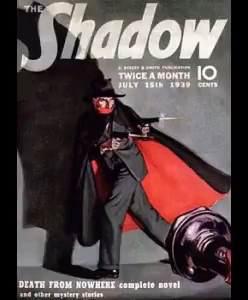 THE
Shadow
A STREET & SMITH PUBLICATION
TWICE A MONTH
JULY 15th 1939
10
CENTS
DEATH FROM NOWHERE complete novel
and other mystery stories